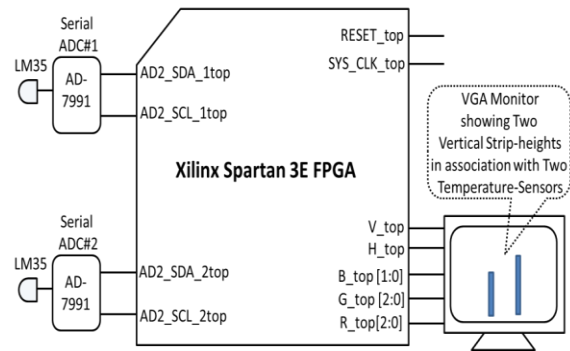 Serial
ADC#1
LM35
AD-
7991
AD2_SDA_1top
AD2_SCL_1top
Serial
ADC#2
LM35
AD-
7991
AD2_SDA_2top
AD2_SCL_2top
Xilinx Spartan 3E FPGA
RESET_top
SYS_CLK_top
V_top
H_top
B_top [1:0]
G_top [2:0]
R_top[2:0]
VGA Monitor
showing Two
Vertical Strip-heights
in association with Two
Temperature-Sensors